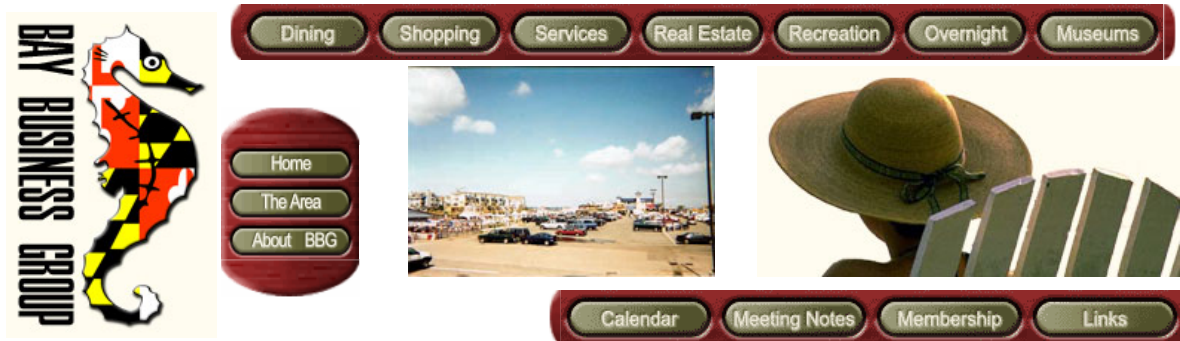 BAY BUSINESS GROUP
Dining Shopping Services Real Estate Recreation Overnight Museums
Home
The Area
About BBG
Calendar Meeting Notes Membership Links